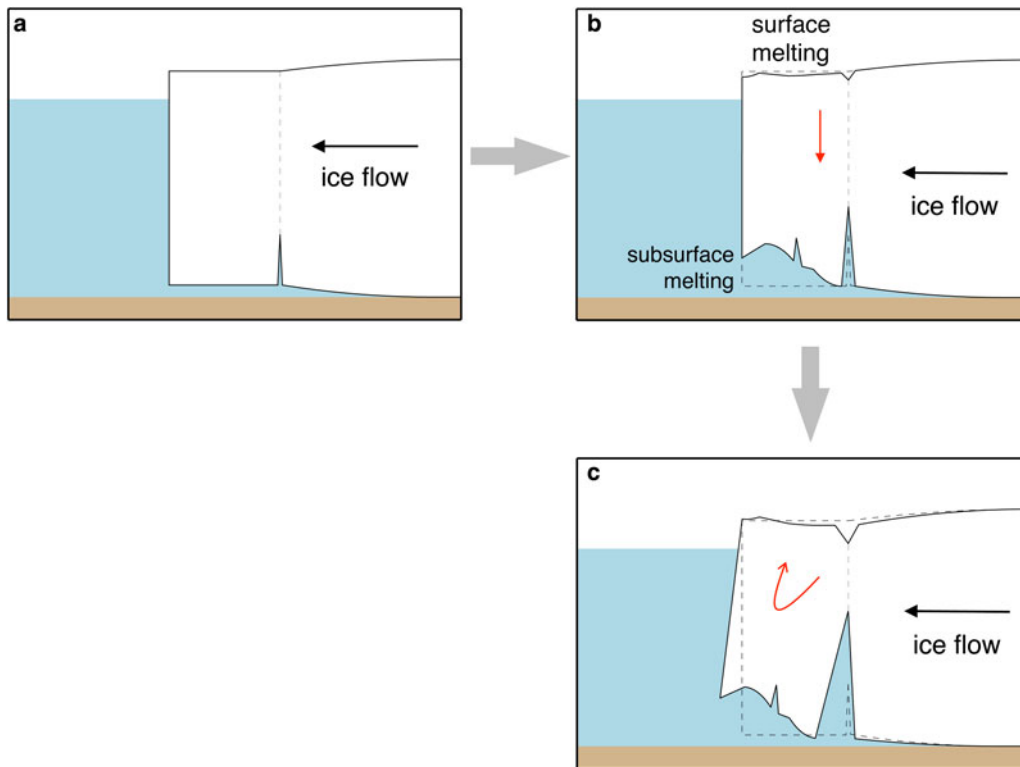 a
ice flow
b
surface
melting
ice flow
subsurface
melting
c
ice flow